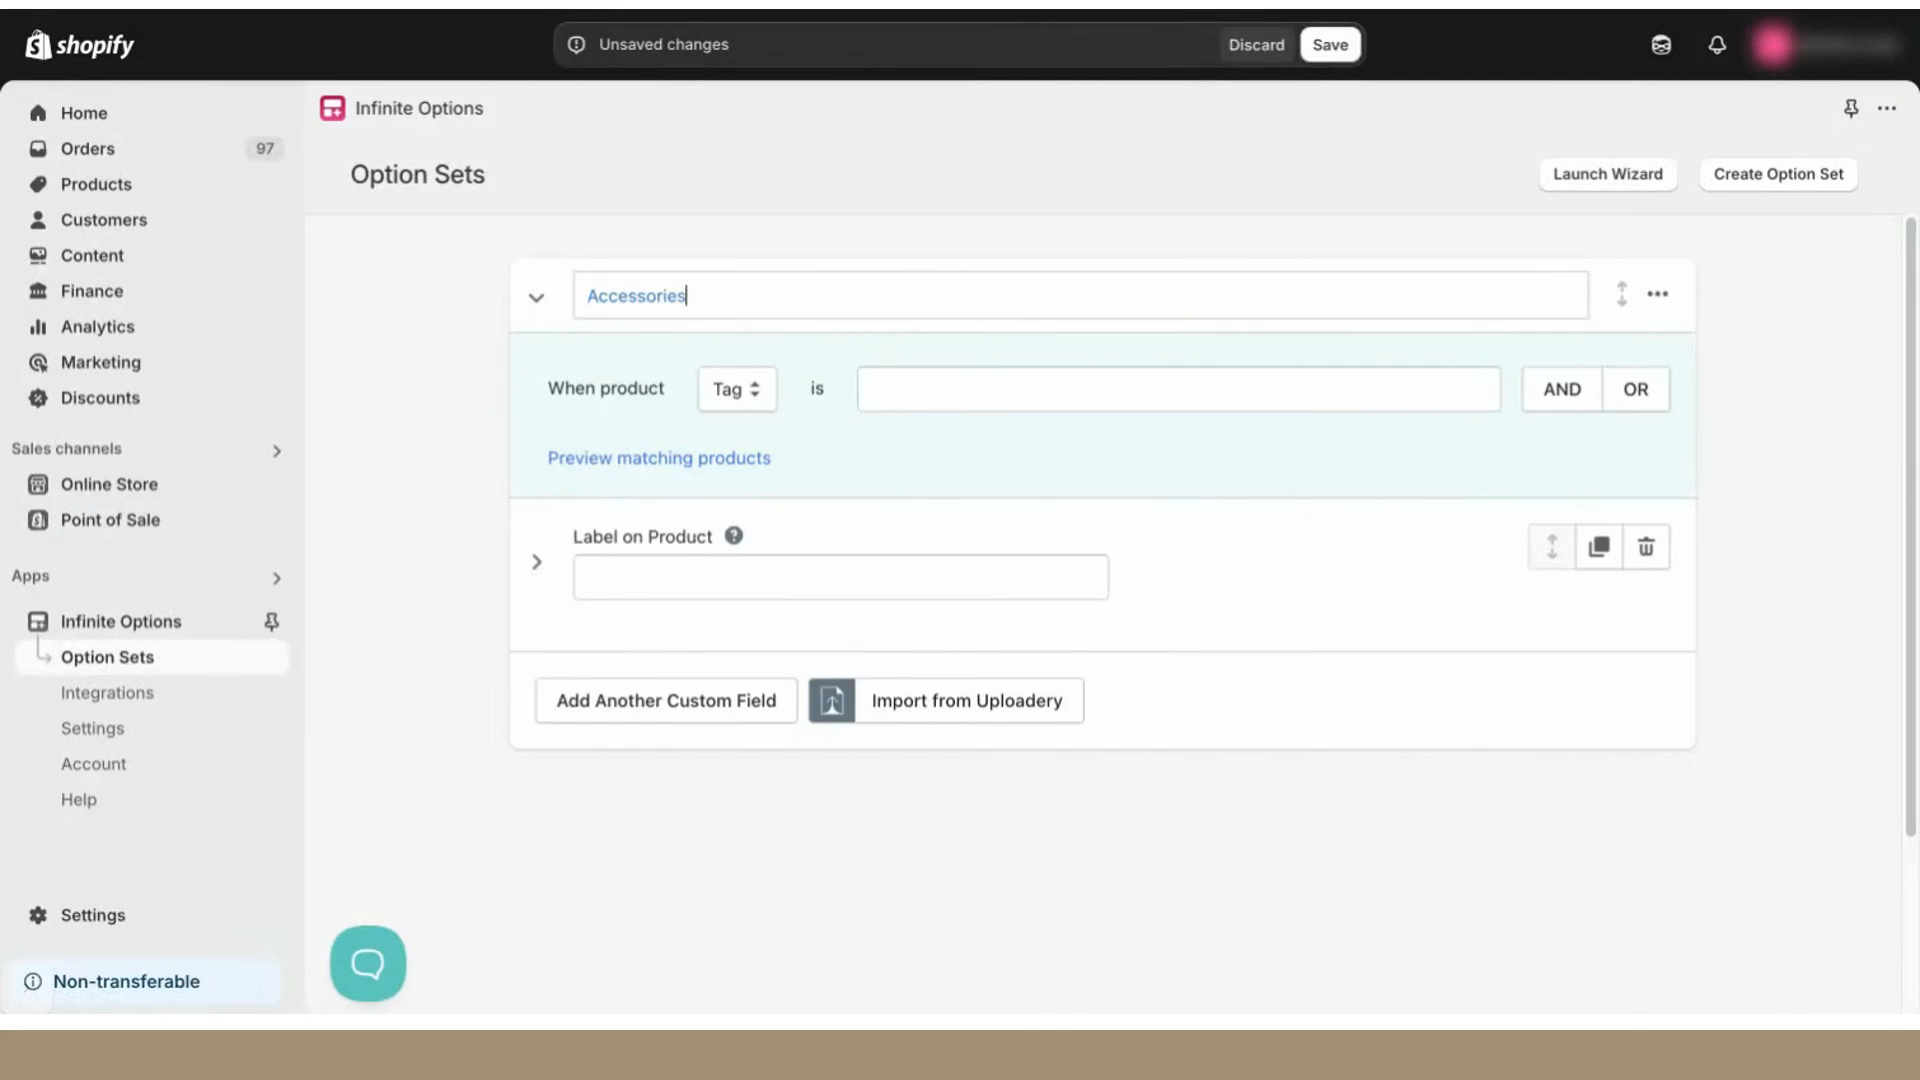 shopify
Unsaved changes
Discard
Save
Home
Orders
97
Products
Customers
Content
Finance
Analytics
Marketing
Discounts
Sales channels
Online Store
Point of Sale
Apps
Infinite Options
Option Sets
Integrations
Settings
Account
Help
Settings
Non-transferable
Infinite Options
Option Sets
Launch Wizard
Create Option Set
Accessories
When product
Tag
is
AND
OR
Preview matching products
Label on Product
Add Another Custom Field
Import from Uploadery